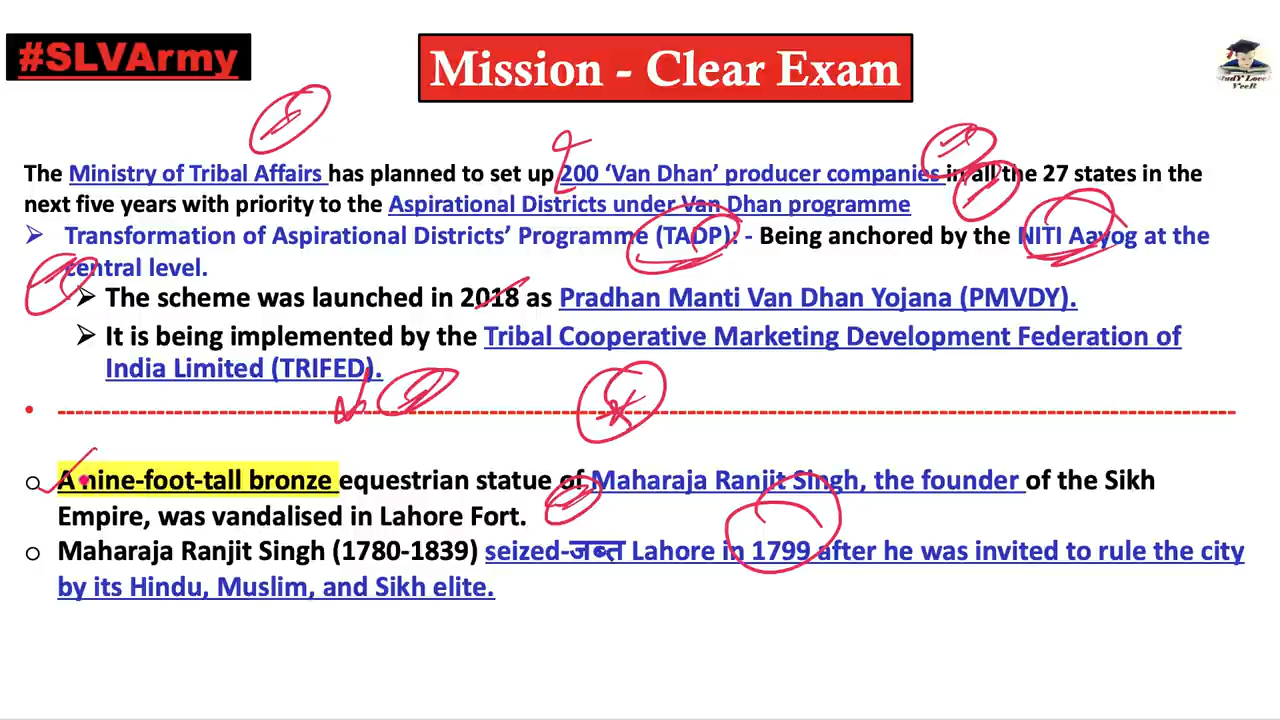 #SLVArmy
Mission - Clear Exam
StudY LoveR
VeeR
The Ministry of Tribal Affairs has planned to set up 200 ‘Van Dhan’ producer companies in all the 27 states in the
next five years with priority to the Aspirational Districts under Van Dhan programme
➢ Transformation of Aspirational Districts’ Programme (TADP): - Being anchored by the NITI Aayog at the
central level.
➢ The scheme was launched in 2018 as Pradhan Manti Van Dhan Yojana (PMVDY).
➢ It is being implemented by the Tribal Cooperative Marketing Development Federation of
India Limited (TRIFED).
o A nine-foot-tall bronze equestrian statue of Maharaja Ranjit Singh, the founder of the Sikh
Empire, was vandalised in Lahore Fort.
o Maharaja Ranjit Singh (1780-1839) seized-जब्त Lahore in 1799 after he was invited to rule the city
by its Hindu, Muslim, and Sikh elite.